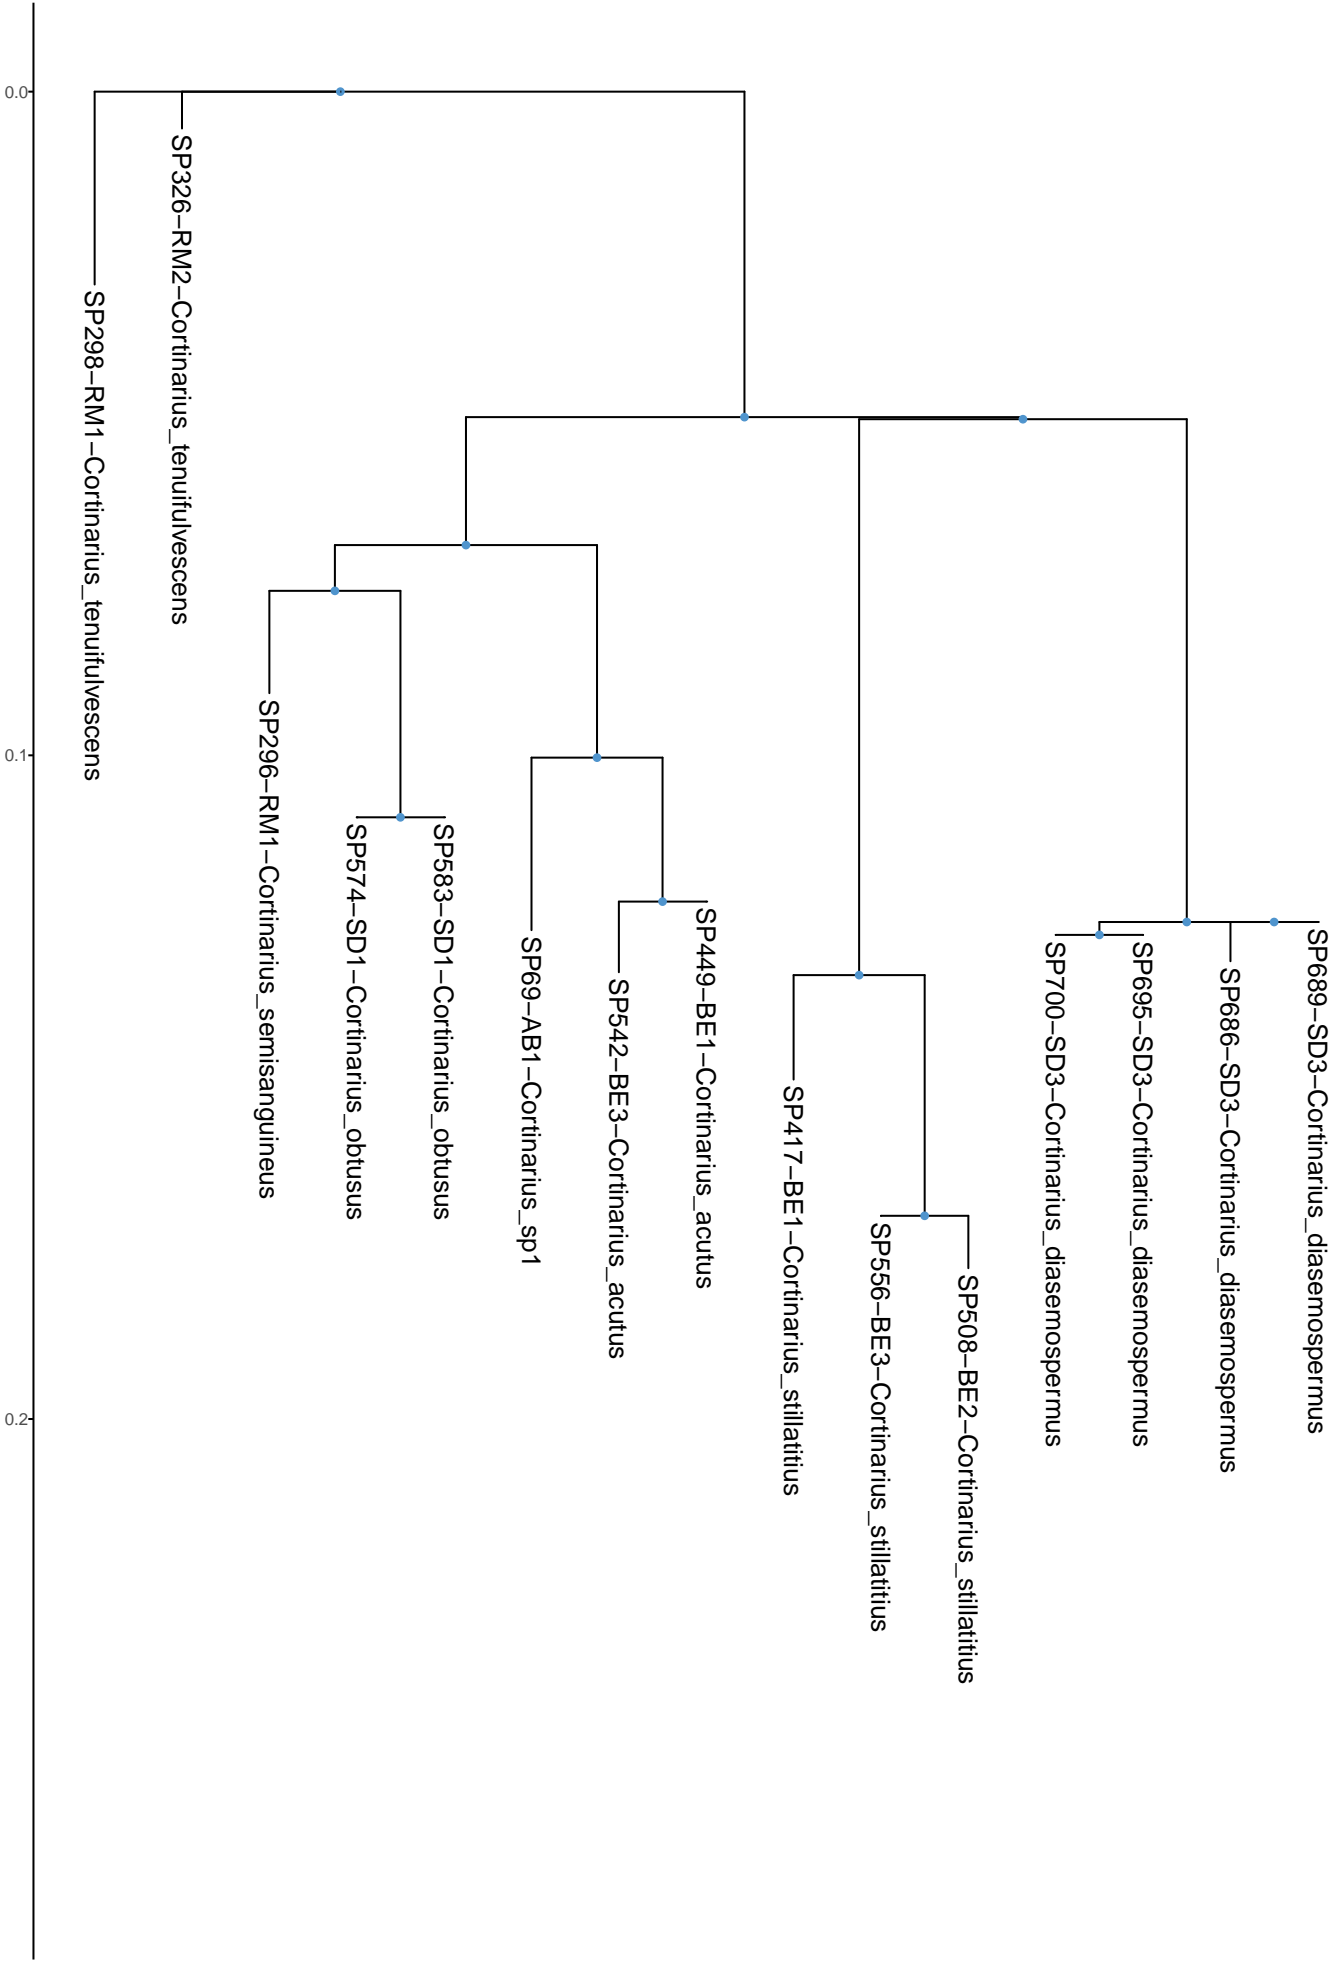 0.0
0.1
0.2
SP298−RM1−Cortinarius_tenuifulvescens
SP326−RM2−Cortinarius_tenuifulvescens
SP296−RM1−Cortinarius_semisanguineus
SP574−SD1−Cortinarius_obtusus
SP583−SD1−Cortinarius_obtusus
SP69−AB1−Cortinarius_sp1
SP542−BE3−Cortinarius_acutus
SP449−BE1−Cortinarius_acutus
SP417−BE1−Cortinarius_stillatitius
SP556−BE3−Cortinarius_stillatitius
SP508−BE2−Cortinarius_stillatitius
SP700−SD3−Cortinarius_diasemospermus
SP695−SD3−Cortinarius_diasemospermus
SP686−SD3−Cortinarius_diasemospermus
SP689−SD3−Cortinarius_diasemospermus